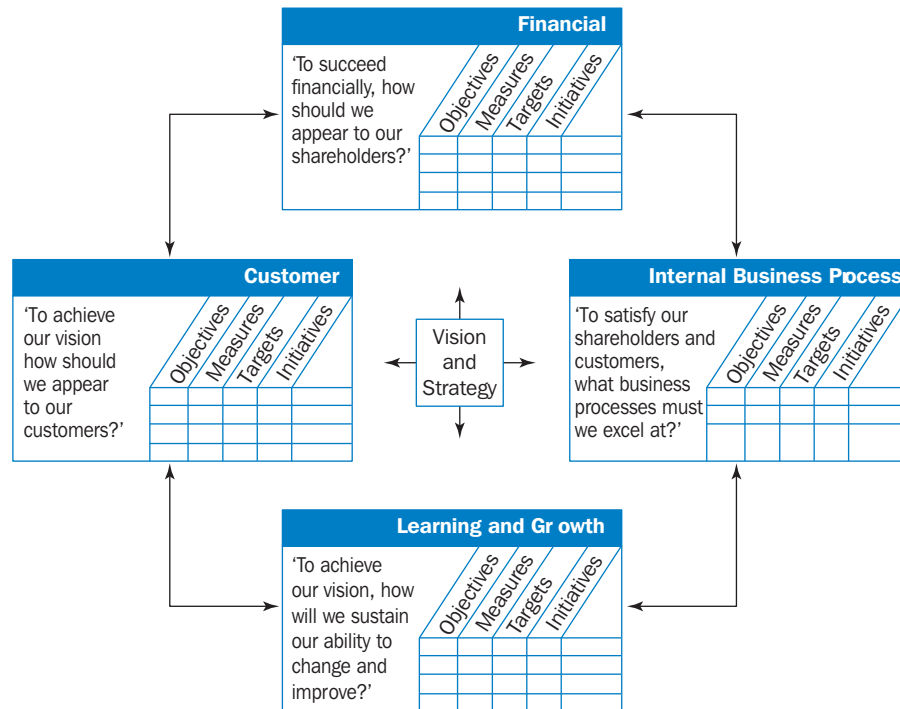 Financial
'To succeed
financially, how
should we
appear to our
shareholders?'
Objectives
Measures
Targets
Initiatives
Customer
'To achieve
our vision
how should
we appear
to our
customers?'
Objectives
Measures
Targets
Initiatives
Vision
and
Strategy
Internal Business Process
'To satisfy our
shareholders and
customers,
what business
processes must
we excel at?'
Objectives
Measures
Targets
Initiatives
Learning and Growth
'To achieve
our vision, how
will we sustain
our ability to
change and
improve?'
Objectives
Measures
Targets
Initiatives